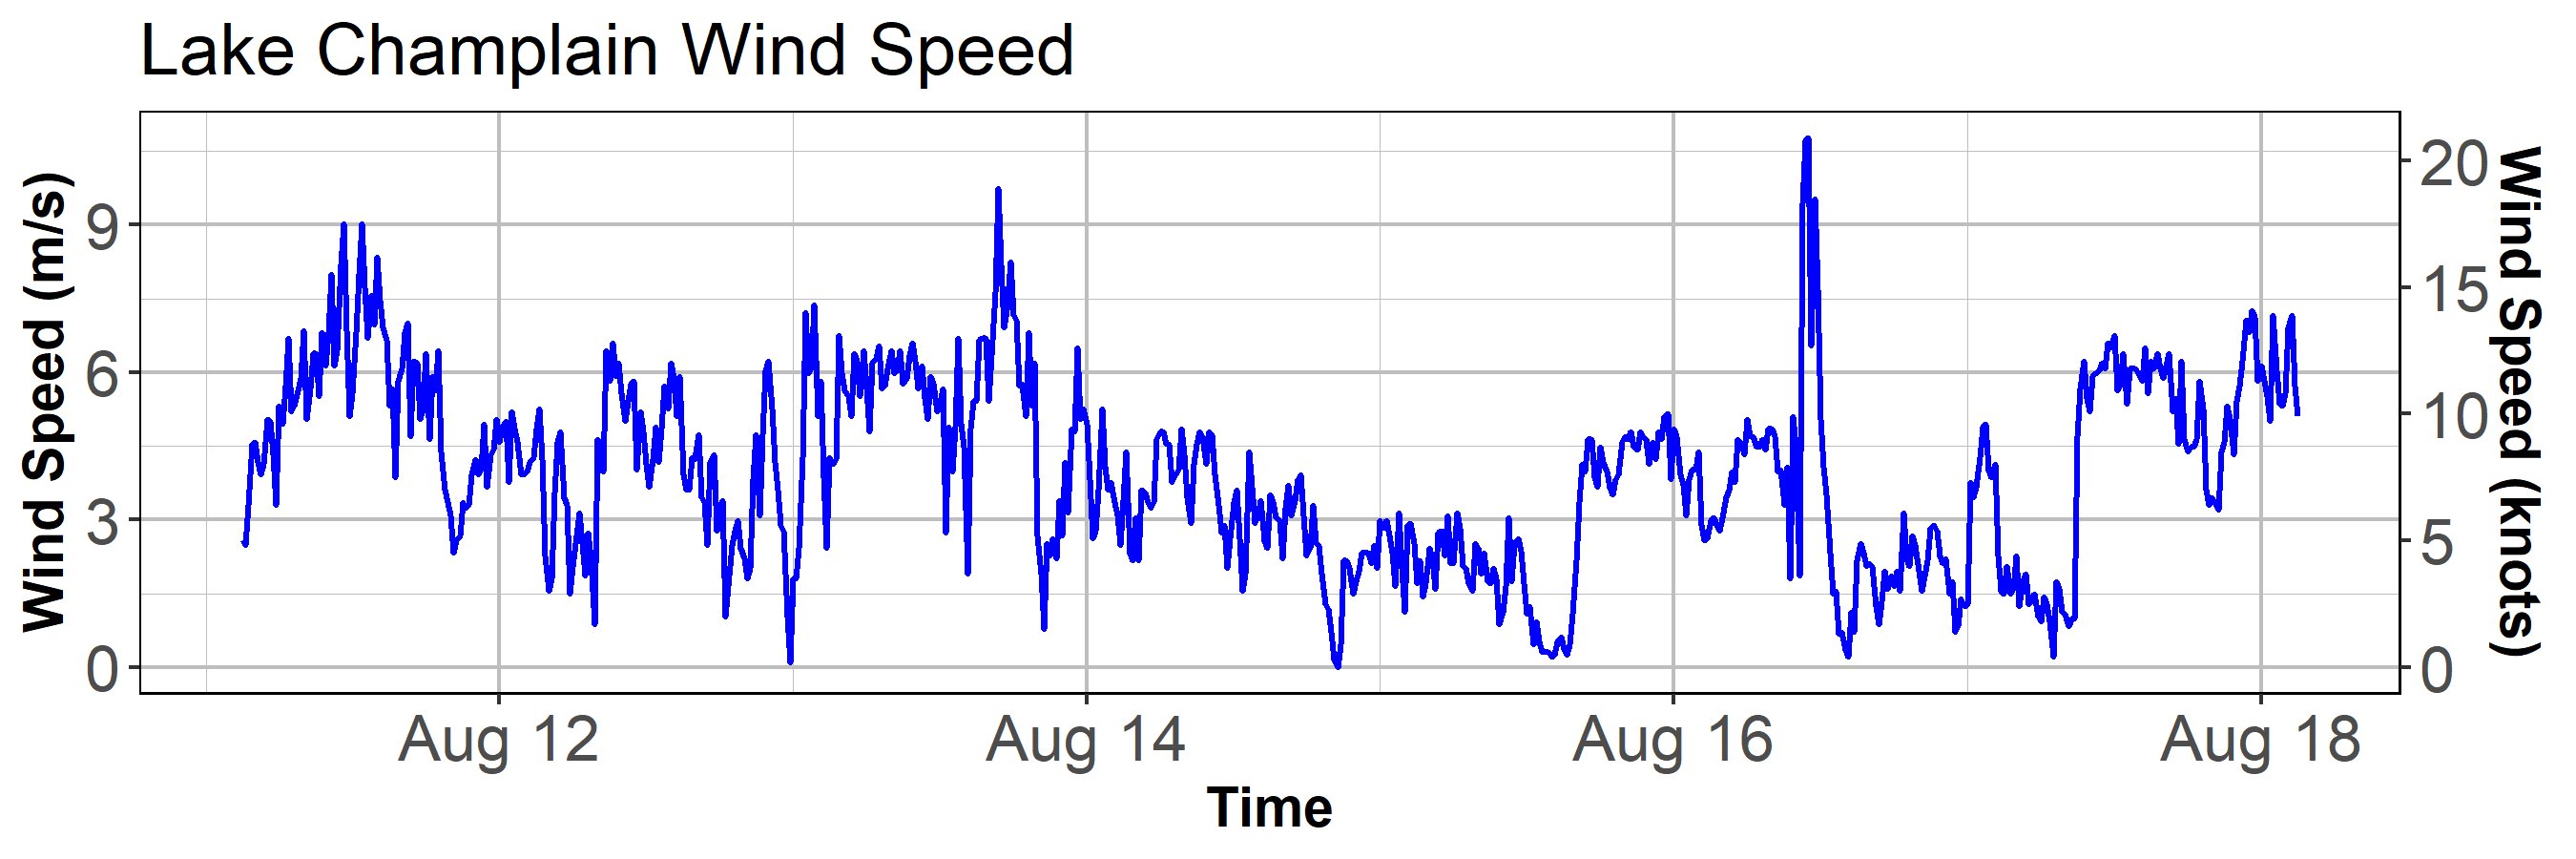 Lake Champlain Wind Speed
Wind Speed (m/s)
9
6
3
0
20
15
10
5
0
Wind Speed (knots)
Aug 12
Aug 14
Aug 16
Aug 18
Time